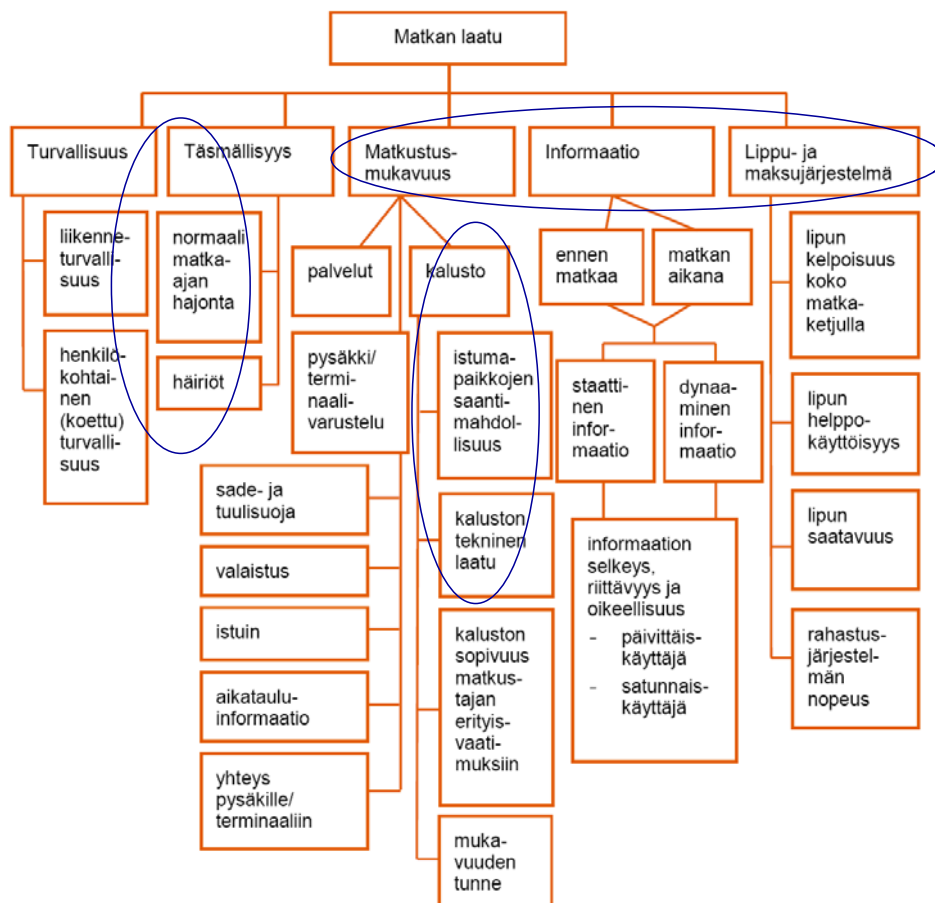 Matkan laatu
Turvallisuus
Täsmällisyys
Matkustus-
mukavuus
Informaatio
Lippu- ja
maksujärjestelmä
liikenne-
turvalli-
suus
henkilö-
kohtai-
nen
(koettu)
turvalli-
suus
normaali
matka-
ajan
hajonta
häiriöt
palvelut
kalusto
pysäkki/
termi-
naali-
varustelu
sade- ja
tuulisuoja
valaistus
istuin
aikataulu-
informaatio
yhteys
pysäkille/
terminaaliin
istuma-
paikkojen
saanti-
mahdol-
lisuus
kaluston
tekninen
laatu
kaluston
sopivuus
matkus-
tajan
erityis-
vaati-
muksiin
muka-
vuuden
tunne
ennen
matkaa
matkan
aikana
staatti-
nen
infor-
maatio
dynaa-
minen
infor-
maatio
informaation
selkeys,
riittävyys ja
oikeellisuus
- päivittäis-
käyttäjä
- satunnais-
käyttäjä
lipun
kelpoisuus
koko
matka-
ketjulla
lipun
helppo-
käyttöisyys
lipun
saatavuus
rahastus-
järjestel-
män
nopeus